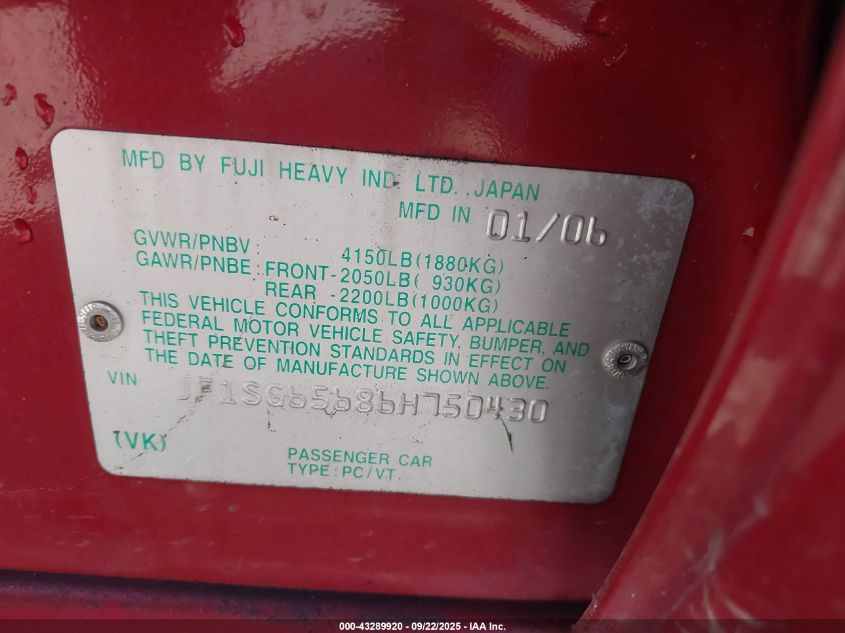 MFD BY FUJI HEAVY IND. LTD. JAPAN
MFD IN 01/06
GVWR/PNBV: 4150LB(1880KG)
GAWR/PNBE: FRONT-2050LB( 930KG)
REAR -2200LB(1000KG)
THIS VEHICLE CONFORMS TO ALL APPLICABLE
FEDERAL MOTOR VEHICLE SAFETY, BUMPER, AND
THEFT PREVENTION STANDARDS IN EFFECT ON
THE DATE OF MANUFACTURE SHOWN ABOVE.
VIN JF1SG65686H750430
(VK)
PASSENGER CAR
TYPE:PC/VT
000-43289920 - 09/22/2025 - IAA Inc.